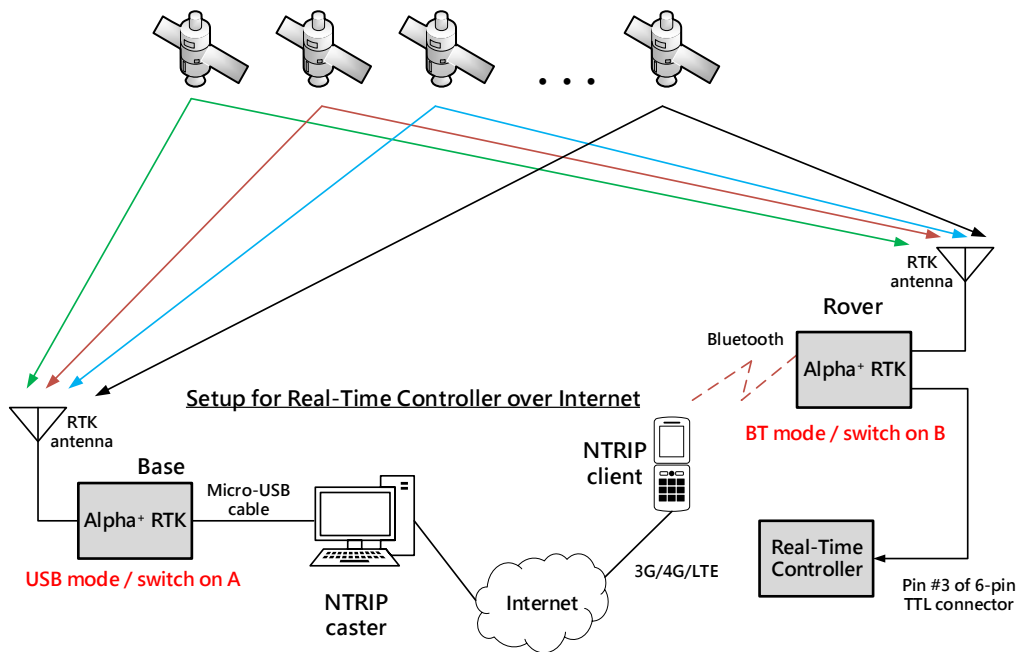 • • •
RTK
antenna
Rover
Bluetooth
Alpha⁺ RTK
Setup for Real-Time Controller over Internet
BT mode / switch on B
RTK
antenna
NTRIP
client
Base
Micro-USB
cable
Alpha⁺ RTK
USB mode / switch on A
NTRIP
caster
Internet
3G/4G/LTE
Real-Time
Controller
Pin #3 of 6-pin
TTL connector